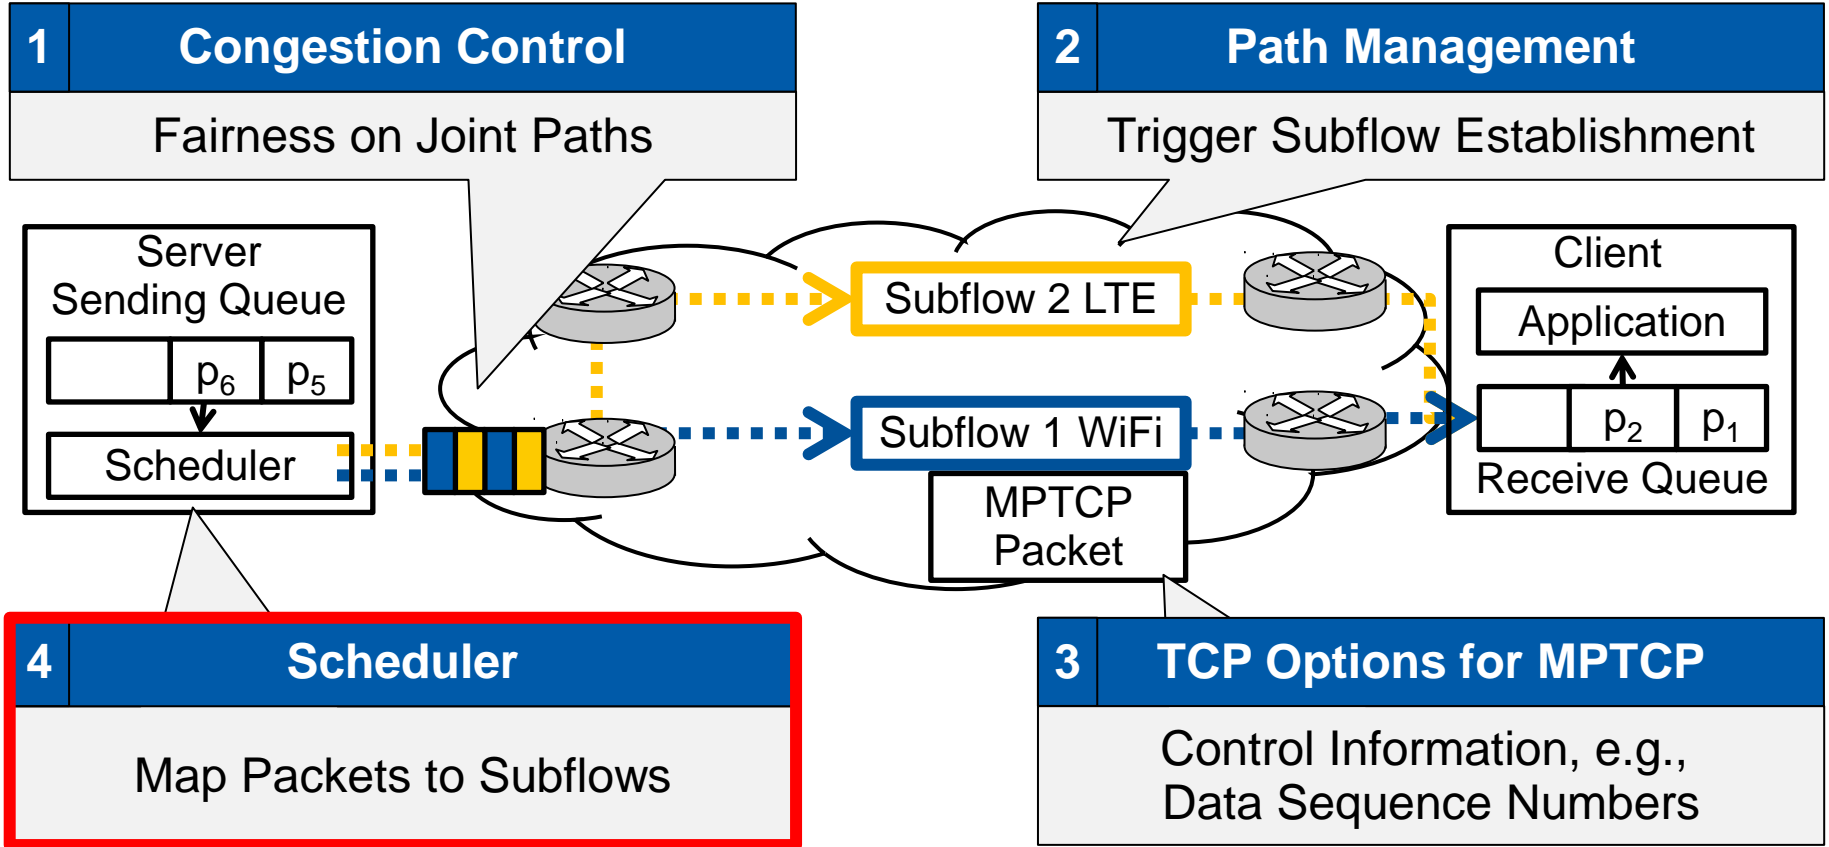 1 Congestion Control
Fairness on Joint Paths
2 Path Management
Trigger Subflow Establishment
Server
Sending Queue
p6 p5
Scheduler
Subflow 2 LTE
Subflow 1 WiFi
MPTCP
Packet
Client
Application
p2 p1
Receive Queue
4 Scheduler
Map Packets to Subflows
3 TCP Options for MPTCP
Control Information, e.g.,
Data Sequence Numbers